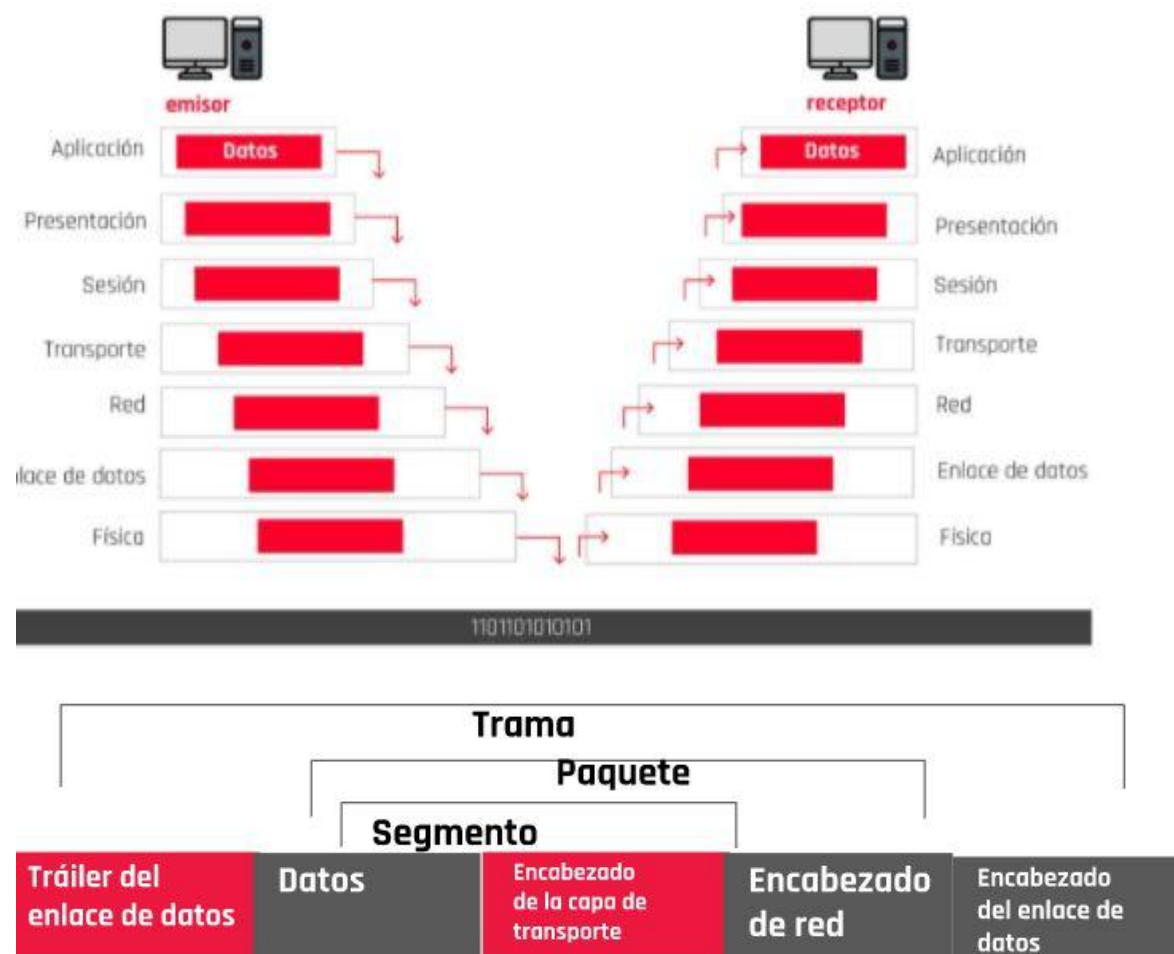 emisor
receptor
Aplicación
Datos
Datos
Aplicación
Presentación
Presentación
Sesión
Sesión
Transporte
Transporte
Red
Red
lace de datos
Enlace de datos
Física
Física
1101101010101
Trama
Paquete
Segmento
Tráiler del
enlace de datos
Datos
Encabezado
de la capa de
transporte
Encabezado
de red
Encabezado
del enlace de
datos